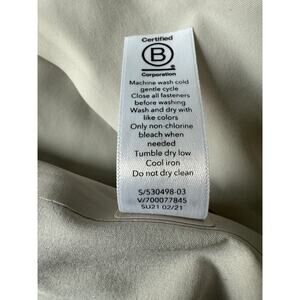 Certified
B
Corporation
Machine wash cold
gentle cycle
Close all fasteners
before washing
Wash and dry with
like colors
Only non-chlorine
bleach when
needed
Tumble dry low
Cool iron
Do not dry clean
S/530498-03
V/700077845
SU21 02/21